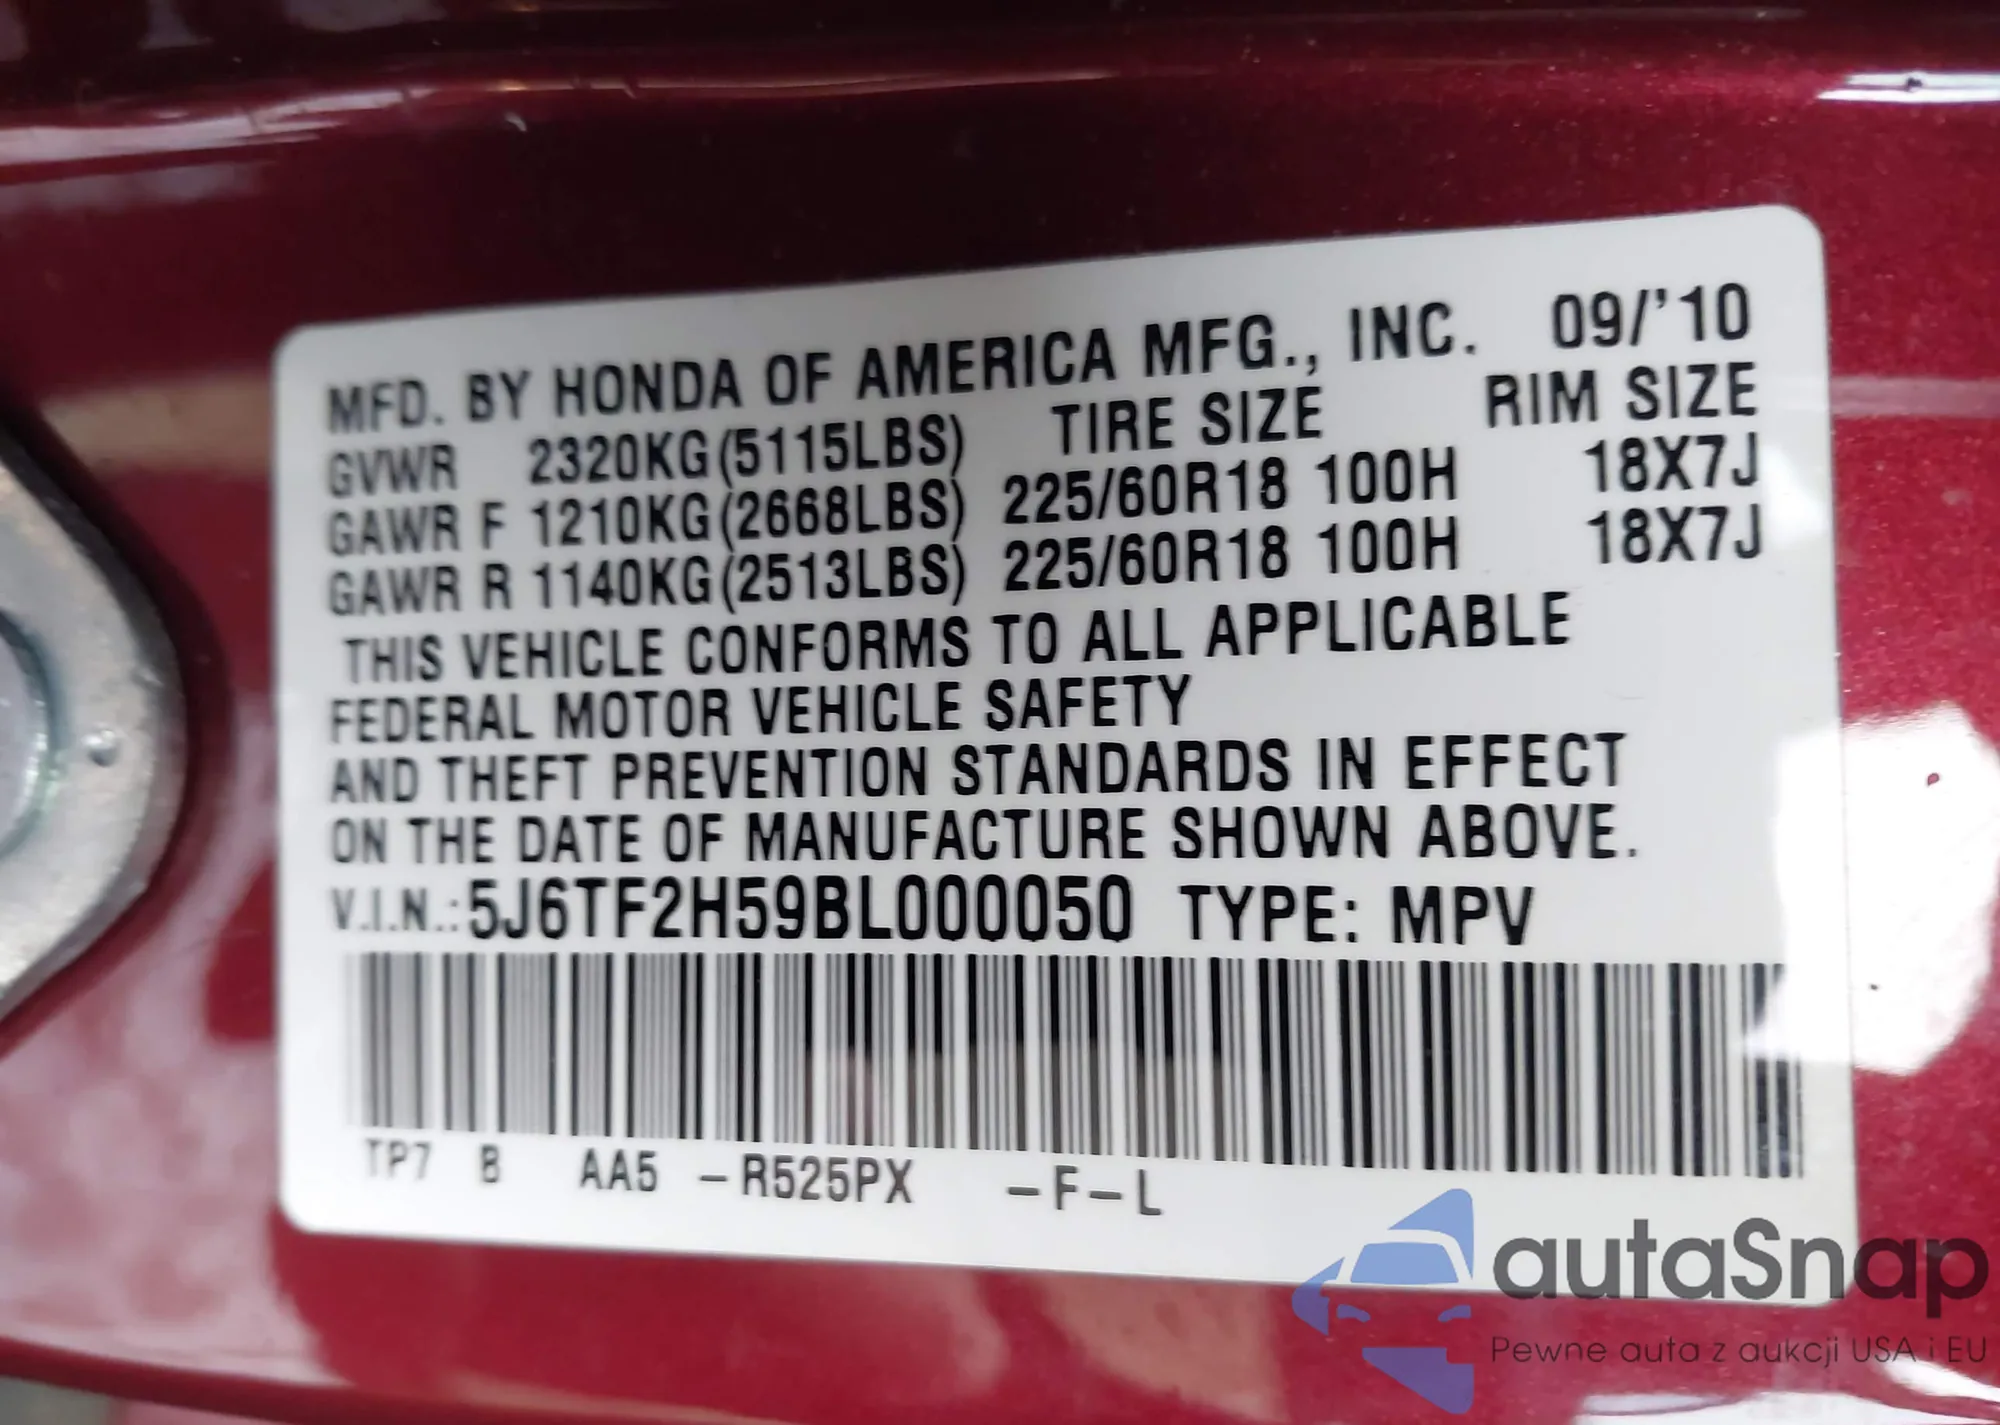 MFD. BY HONDA OF AMERICA MFG., INC. 09/'10
GVWR 2320KG(5115LBS) TIRE SIZE RIM SIZE
GAWR F 1210KG(2668LBS) 225/60R18 100H 18X7J
GAWR R 1140KG(2513LBS) 225/60R18 100H 18X7J
THIS VEHICLE CONFORMS TO ALL APPLICABLE
FEDERAL MOTOR VEHICLE SAFETY
AND THEFT PREVENTION STANDARDS IN EFFECT
ON THE DATE OF MANUFACTURE SHOWN ABOVE.
V.I.N.:5J6TF2H59BL000050 TYPE: MPV
TP7 B AA5 -R525PX -F-L
autaSnap
Pewne auta z aukcji USA i EU